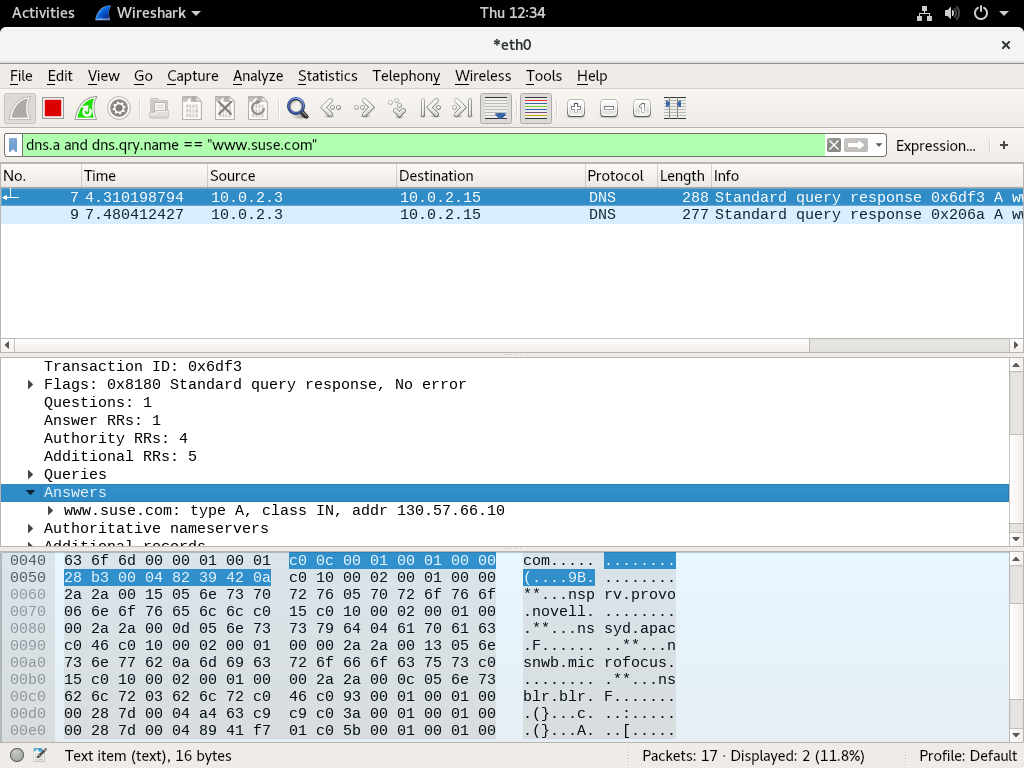 Activities Wireshark Thu 12:34
*eth0
File Edit View Go Capture Analyze Statistics Telephony Wireless Tools Help
dns.a and dns.qry.name == "www.suse.com" Expression... +
No. Time Source Destination Protocol Length Info
7 4.310198794 10.0.2.3 10.0.2.15 DNS 288 Standard query response 0x6df3 A
9 7.480412427 10.0.2.3 10.0.2.15 DNS 277 Standard query response 0x206a A
Transaction ID: 0x6df3
Flags: 0x8180 Standard query response, No error
Questions: 1
Answer RRs: 1
Authority RRs: 4
Additional RRs: 5
Queries
Answers
www.suse.com: type A, class IN, addr 130.57.66.10
Authoritative nameservers
Additional records
0040 63 6f 6d 00 00 01 00 01 c0 0c 00 01 00 01 00 00 com..... ........
0050 28 b3 00 04 82 39 42 0a c0 10 00 02 00 01 00 00 (....9B. ........
0060 2a 2a 00 15 05 6e 73 70 72 76 05 70 72 6f 76 6f **...nsp rv.provo
0070 06 6e 6f 76 65 6c 6c c0 15 c0 10 00 02 00 01 00 .novell. ........
0080 00 2a 2a 00 0d 05 6e 73 73 79 64 04 61 70 61 63 .**...ns syd.apac
0090 c0 46 c0 10 00 02 00 01 00 00 2a 2a 00 13 05 6e .F...... ..**...n
00a0 73 6e 77 62 0a 6d 69 63 72 6f 66 6f 63 75 73 c0 snwb.mic rofocus.
00b0 15 c0 10 00 02 00 01 00 00 2a 2a 00 0c 05 6e 73 ........ .**...ns
00c0 62 6c 72 03 62 6c 72 c0 46 c0 93 00 01 00 01 00 blr.blr. F.......
00d0 00 28 7d 00 04 a4 63 c9 c9 c0 3a 00 01 00 01 00 .(}...c. ..:.....
00e0 00 28 7d 00 04 89 41 f7 01 c0 5b 00 01 00 01 00 .(}...A. ..[.....
Text item (text), 16 bytes Packets: 17 · Displayed: 2 (11.8%) Profile: Default